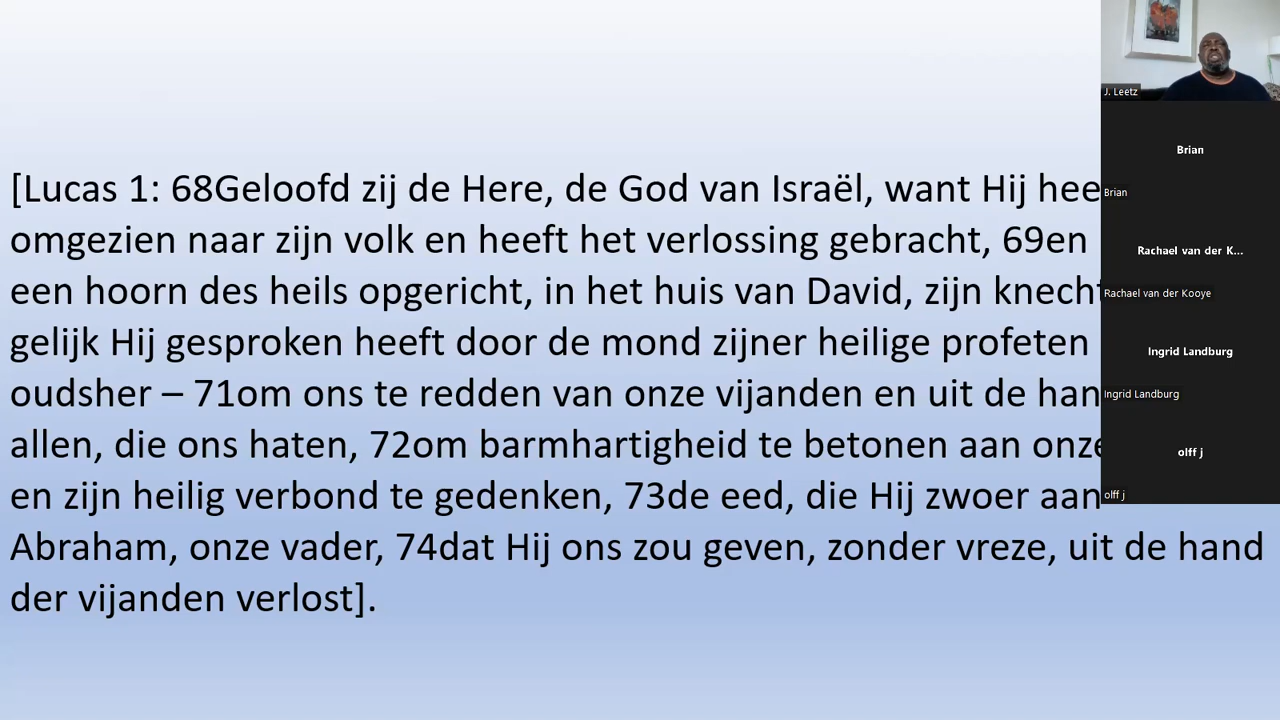 [Lucas 1: 68Geloofd zij de Here, de God van Israël, want Hij
omgezien naar zijn volk en heeft het verlossing gebracht, 69en
een hoorn des heils opgericht, in het huis van David, zijn
gelijk Hij gesproken heeft door de mond zijner heilige profeten
oudsher – 71om ons te redden van onze vijanden en uit de
allen, die ons haten, 72om barmhartigheid te betonen aan
en zijn heilig verbond te gedenken, 73de eed, die Hij zwoer aan
Abraham, onze vader, 74dat Hij ons zou geven, zonder vreze, uit de hand
der vijanden verlost].
J. Leetz
Brian
Brian
Rachael van der K...
Rachael van der Kooye
Ingrid Landburg
Ingrid Landburg
olff j
olff j